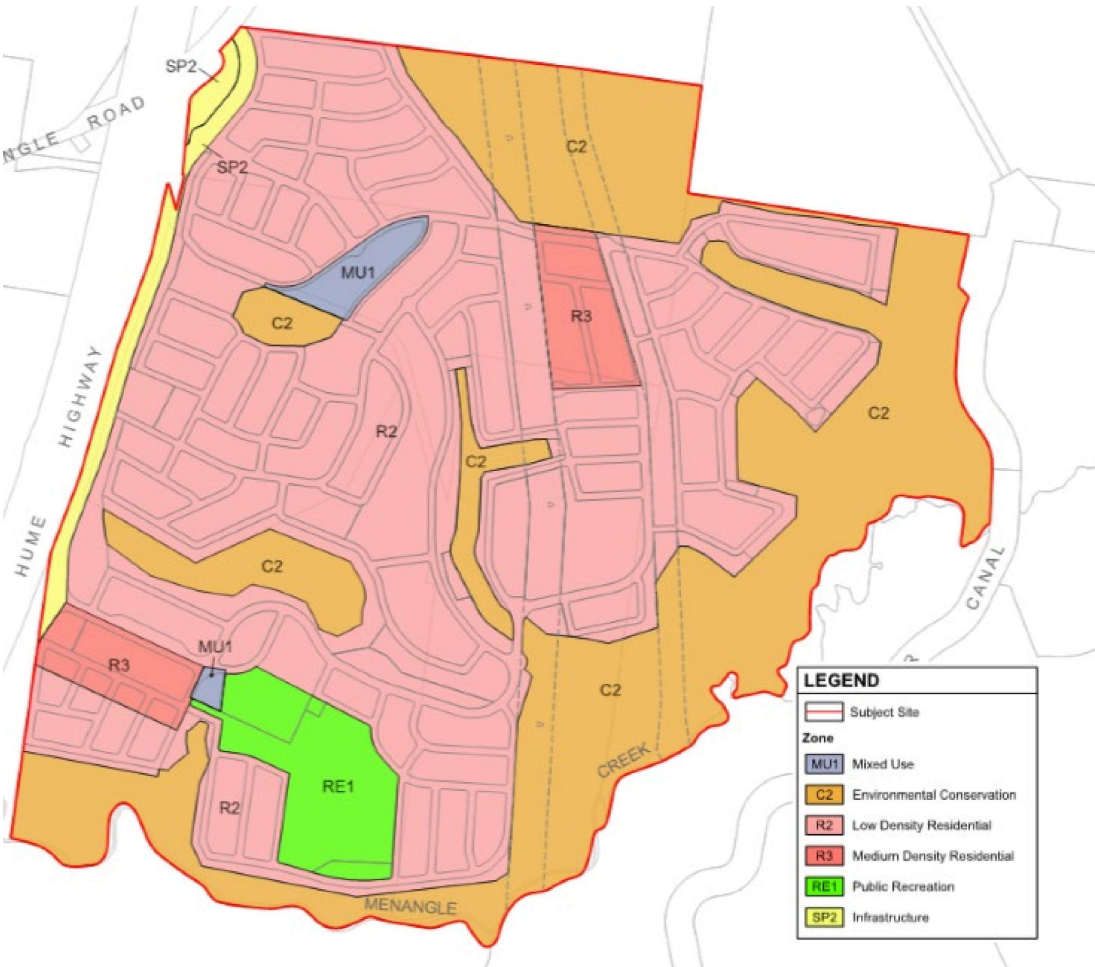 SP2
NGLE ROAD
SP2
C2
MU1
C2
R3
HUME HIGHWAY
R2
C2
C2
C2
CANAL
R
MU1
R3
C2
CREEK
RE1
R2
MENANGLE
LEGEND
Subject Site
Zone
MU1 Mixed Use
C2 Environmental Conservation
R2 Low Density Residential
R3 Medium Density Residential
RE1 Public Recreation
SP2 Infrastructure